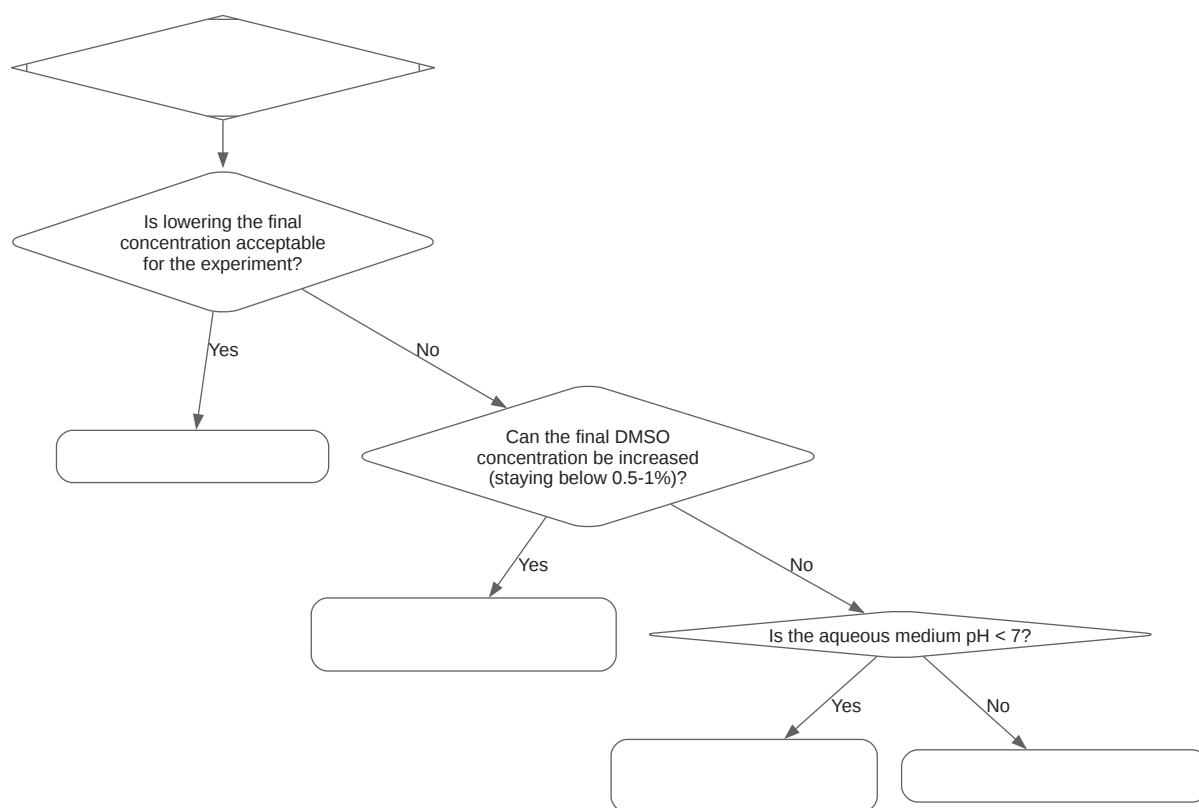 Is lowering the final
concentration acceptable
for the experiment?
Yes
No
Can the final DMSO
concentration be increased
(staying below 0.5-1%)?
Yes
No
Is the aqueous medium pH < 7?
Yes
No